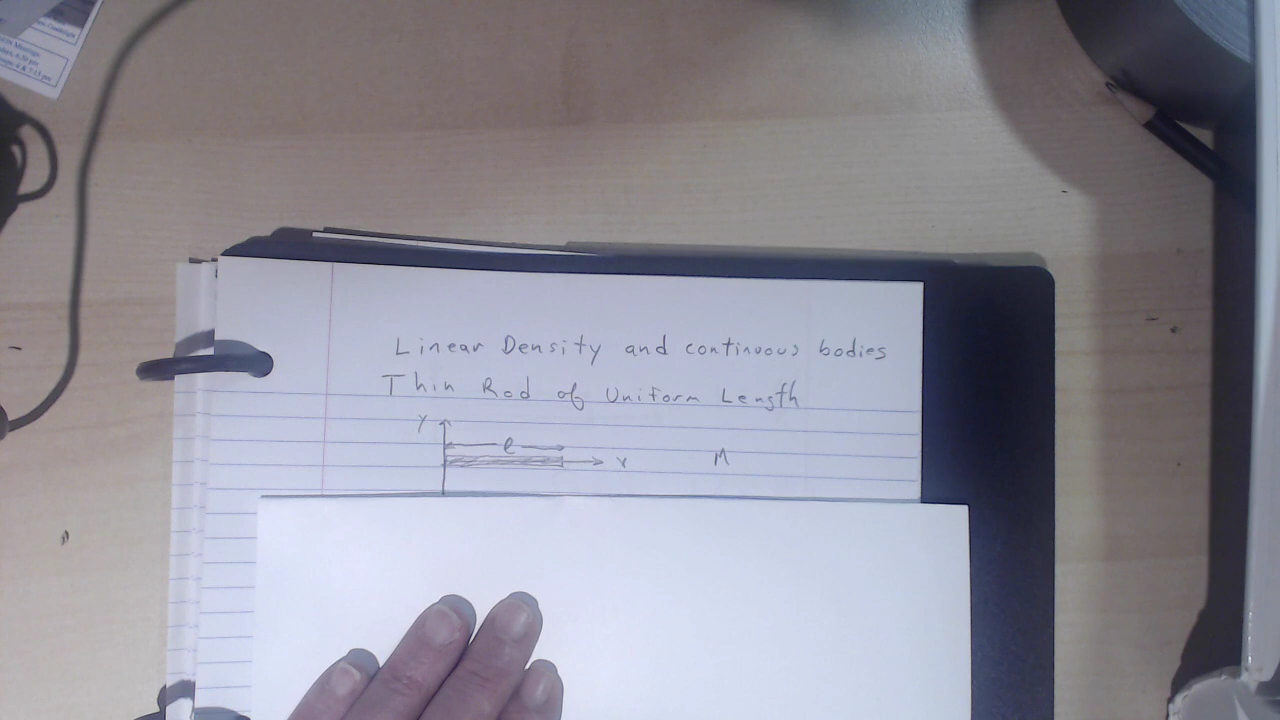 Linear Density and continuous bodies
Thin Rod of Uniform Length
y
l
x
M